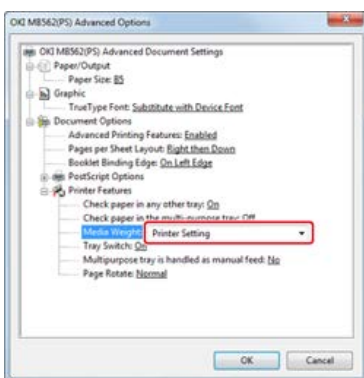 OKI MB562(PS) Advanced Options
OKI MB562(PS) Advanced Document Settings
Paper/Output
Paper Size: B5
Graphic
TrueType Font: Substitute with Device Font
Document Options
Advanced Printing Features: Enabled
Pages per Sheet Layout: Right then Down
Booklet Binding Edge: On Left Edge
PostScript Options
Printer Features
Check paper in any other tray: On
Check paper in the multi-purpose tray: Off
Media Weight: Printer Setting
Tray Switch: On
Multipurpose tray is handled as manual feed: No
Page Rotate: Normal
OK Cancel